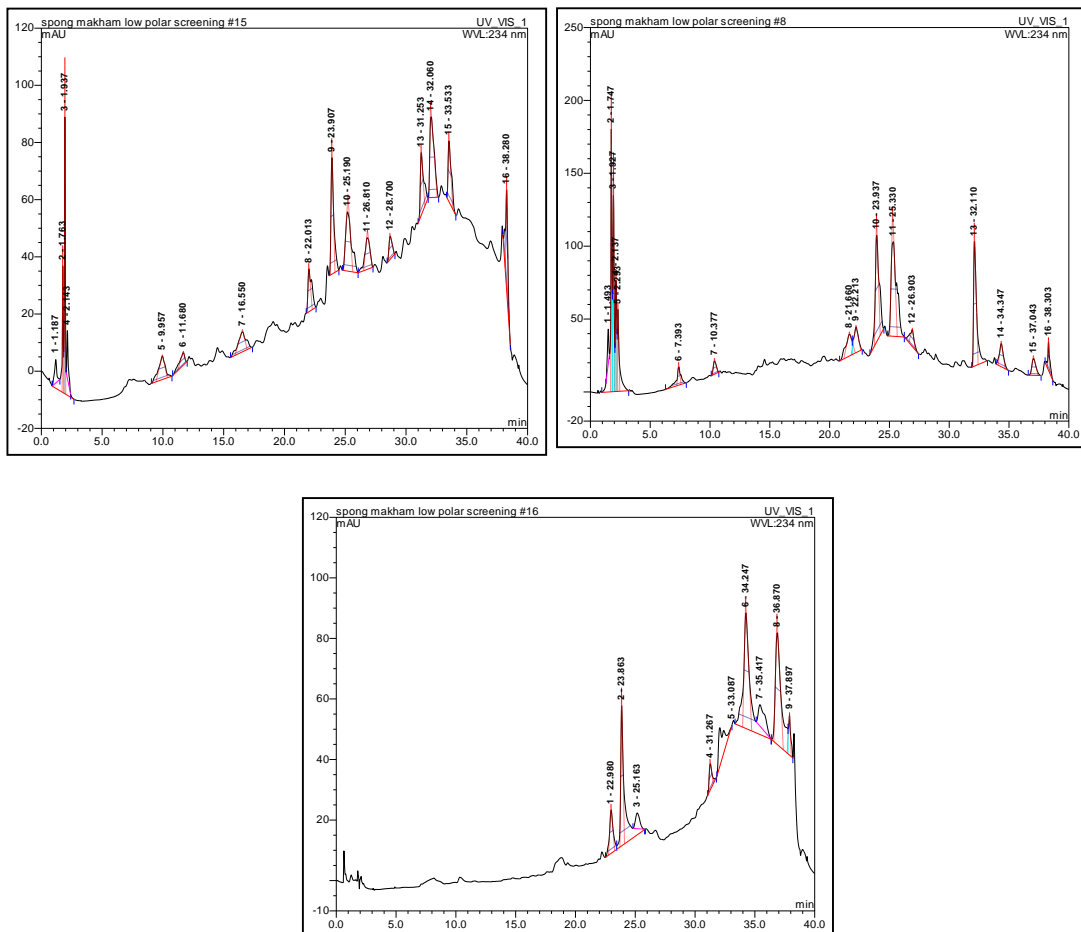 spong makham low polar screening #15 UV_VIS_1
mAU WVL:234 nm
120
100
80
60
40
20
0
-20
1 - 1.187
2 - 1.763
3 - 1.937
4 - 2.143
5 - 9.957
6 - 11.680
7 - 16.550
8 - 22.013
9 - 23.907
10 - 25.190
11 - 26.810
12 - 28.700
13 - 31.253
14 - 32.060
15 - 33.533
16 - 38.280
min
0.0 5.0 10.0 15.0 20.0 25.0 30.0 35.0 40.0
spong makham low polar screening #8 UV_VIS_1
mAU WVL:234 nm
250
200
150
100
50
-20
1 - 1.493
2 - 1.747
3 - 1.927
4 - 2.137
5 - 2.293
6 - 7.393
7 - 10.377
8 - 21.660
9 - 22.213
10 - 23.937
11 - 25.330
12 - 26.903
13 - 32.110
14 - 34.347
15 - 37.043
16 - 38.303
min
0.0 5.0 10.0 15.0 20.0 25.0 30.0 35.0 40.0
spong makham low polar screening #16 UV_VIS_1
mAU WVL:234 nm
120
100
80
60
40
20
-10
1 - 22.980
2 - 23.863
3 - 25.163
4 - 31.267
5 - 33.087
6 - 34.247
7 - 35.417
8 - 36.870
9 - 37.897
min
0.0 5.0 10.0 15.0 20.0 25.0 30.0 35.0 40.0